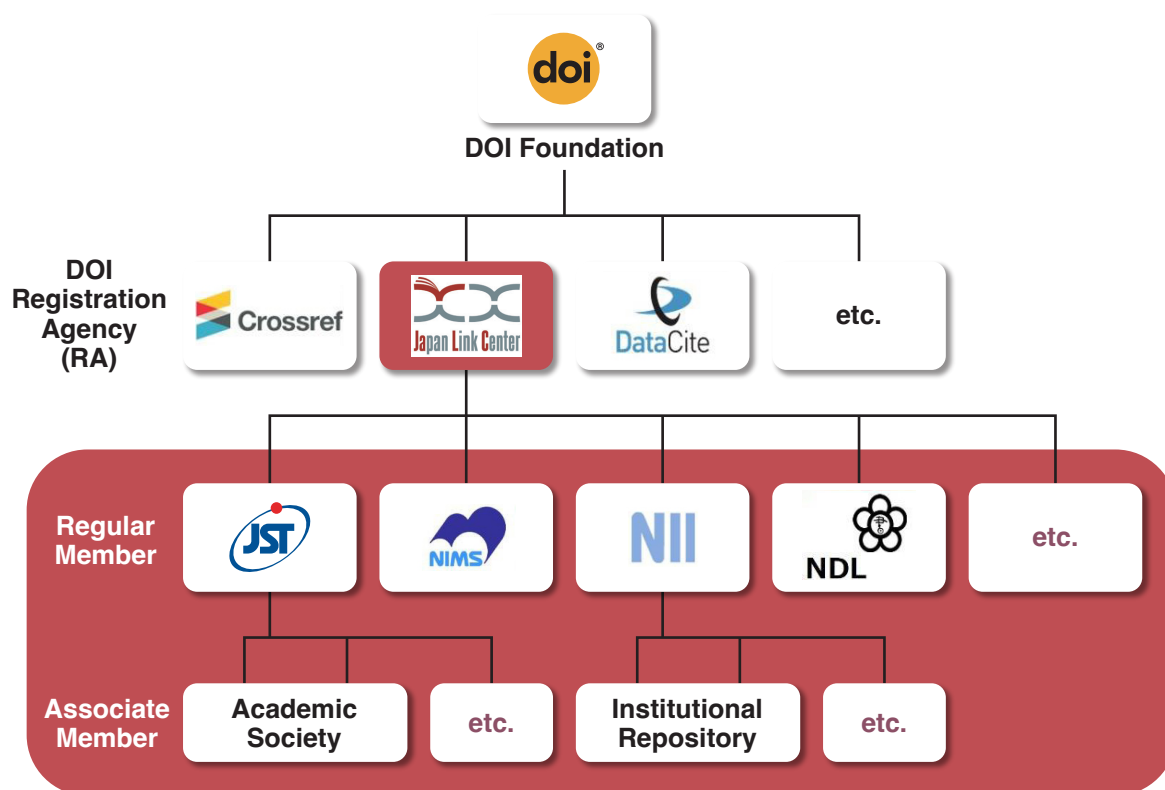 doi®
DOI Foundation
DOI
Registration
Agency
(RA)
Crossref
Japan Link Center
DataCite
etc.
Regular
Member
JST
NIMS
NII
NDL
etc.
Associate
Member
Academic
Society
etc.
Institutional
Repository
etc.